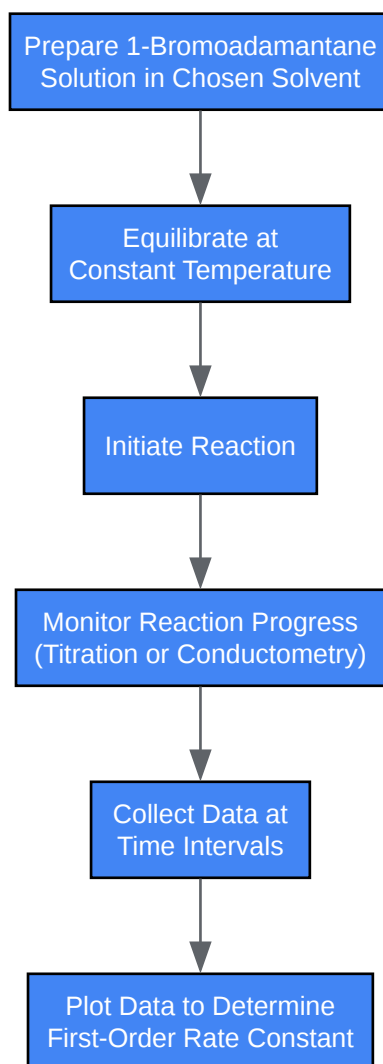 Prepare 1-Bromoadamantane
Solution in Chosen Solvent
Equilibrate at
Constant Temperature
Initiate Reaction
Monitor Reaction Progress
(Titration or Conductometry)
Collect Data at
Time Intervals
Plot Data to Determine
First-Order Rate Constant